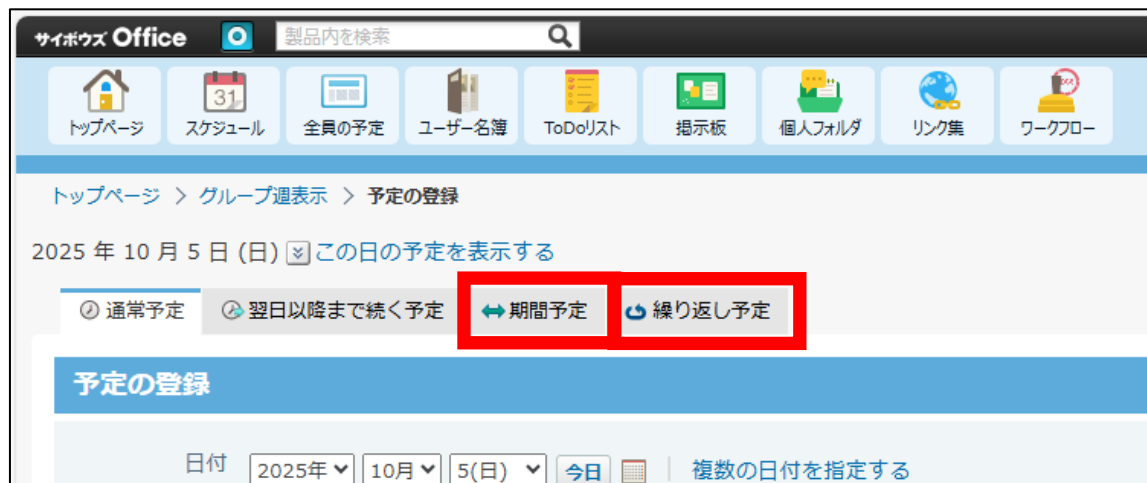 サイボウズ Office 製品内を検索
31
トップページ スケジュール 全員の予定 ユーザー名簿 ToDoリスト 掲示板 個人フォルダ リンク集 ワークフロー
トップページ > グループ週表示 > 予定の登録
2025 年 10 月 5 日 (日) この日の予定を表示する
通常予定 翌日以降まで続く予定 期間予定 繰り返し予定
予定の登録
日付 2025年 10月 5(日) 今日 複数の日付を指定する